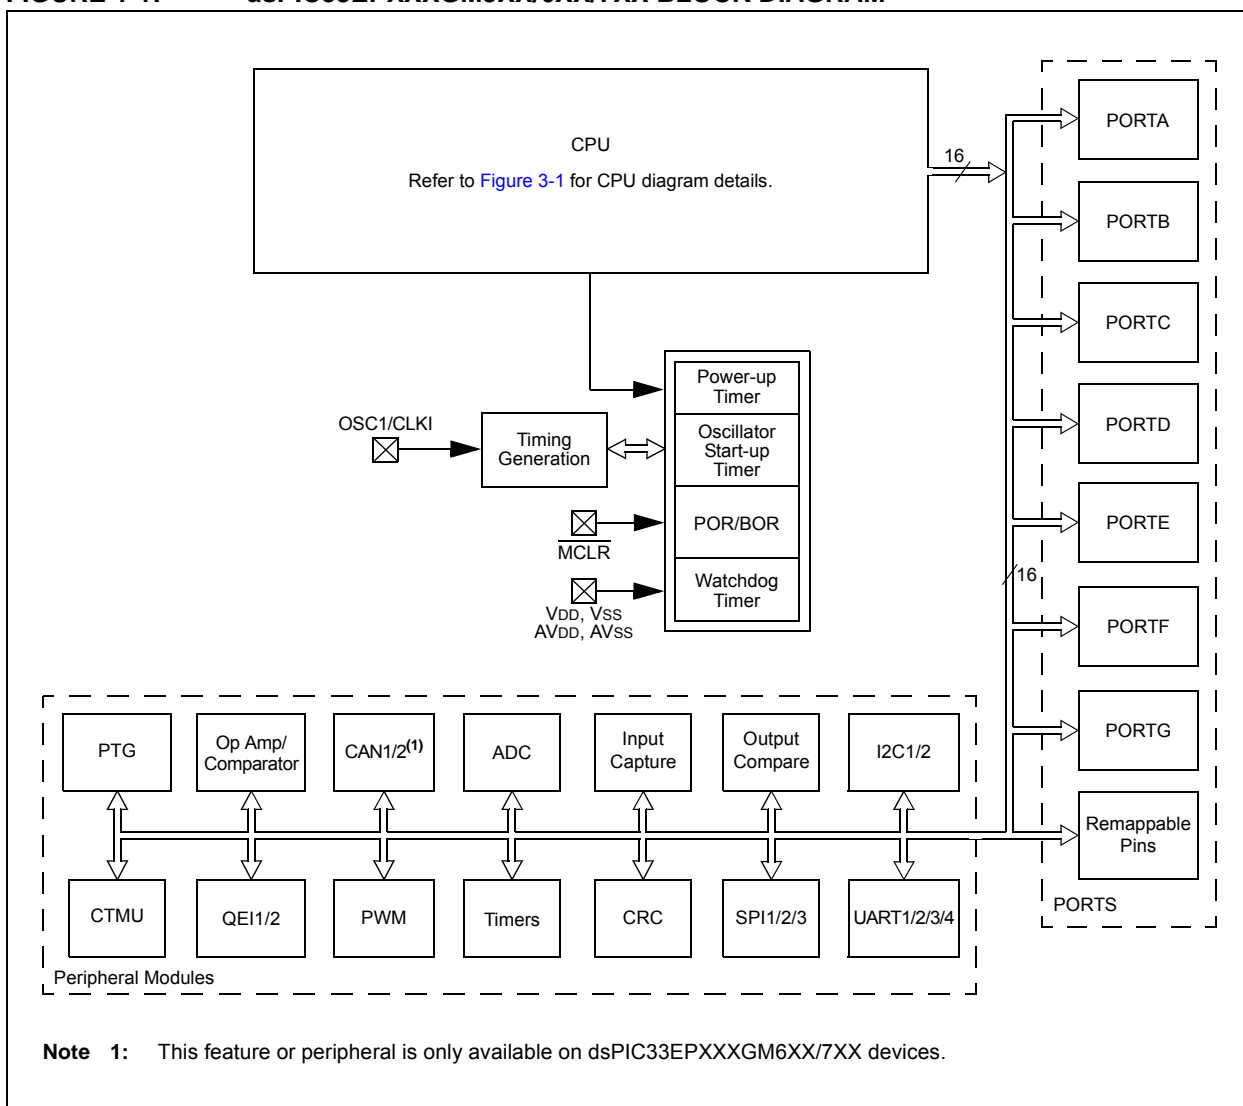 CPU
Refer to Figure 3-1 for CPU diagram details.
16
PORTA
PORTB
PORTC
PORTD
PORTE
16
PORTF
PORTG
Remappable
Pins
PORTS
Power-up
Timer
OSC1/CLKI
Timing
Generation
Oscillator
Start-up
Timer
POR/BOR
MCLR
Watchdog
Timer
VDD, VSS
AVDD, AVSS
PTG
Op Amp/
Comparator
CAN1/2(1)
ADC
Input
Capture
Output
Compare
I2C1/2
CTMU
QEI1/2
PWM
Timers
CRC
SPI1/2/3
UART1/2/3/4
Peripheral Modules
Note 1: This feature or peripheral is only available on dsPIC33EPXXXGM6XX/7XX devices.